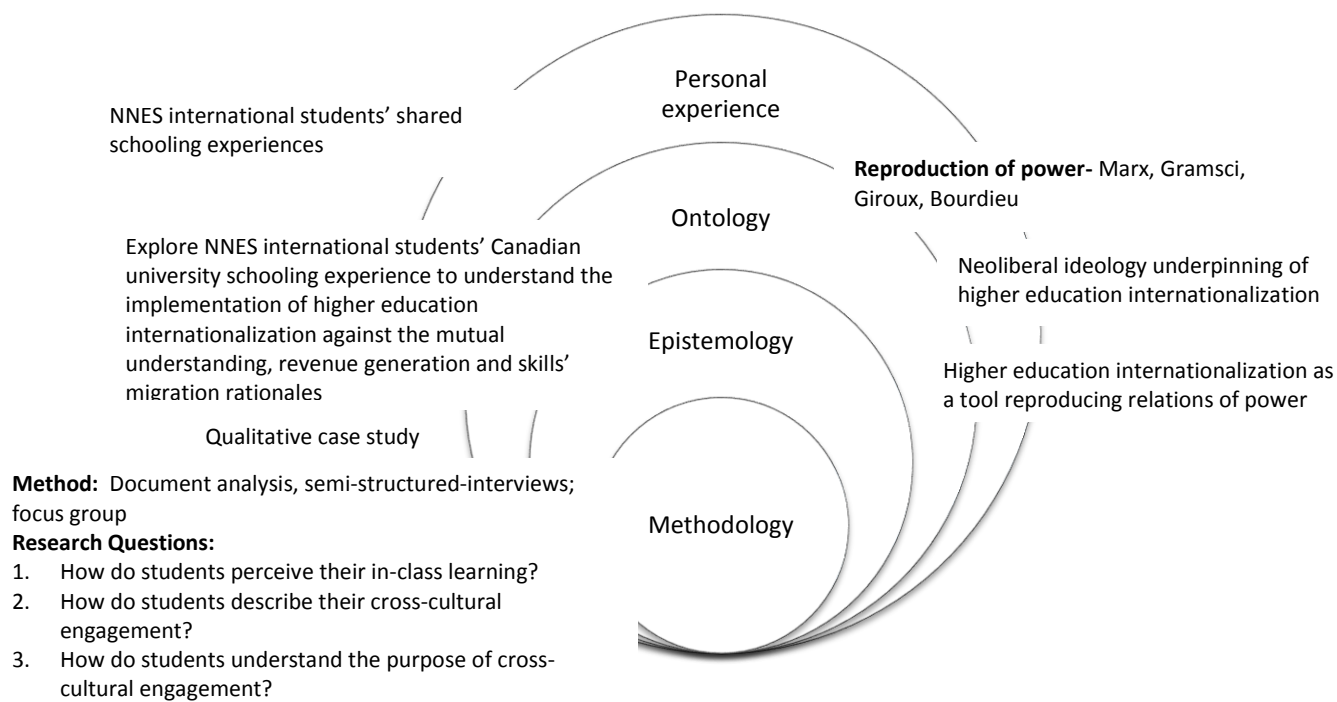 Personal
experience
NNES international students’ shared
schooling experiences
Reproduction of power- Marx, Gramsci,
Giroux, Bourdieu
Ontology
Explore NNES international students’ Canadian
university schooling experience to understand the
implementation of higher education
internationalization against the mutual
understanding, revenue generation and skills’
migration rationales
Neoliberal ideology underpinning of
higher education internationalization
Epistemology
Higher education internationalization as
a tool reproducing relations of power
Qualitative case study
Method: Document analysis, semi-structured-interviews;
focus group
Research Questions:
1. How do students perceive their in-class learning?
2. How do students describe their cross-cultural
engagement?
3. How do students understand the purpose of cross-
cultural engagement?
Methodology